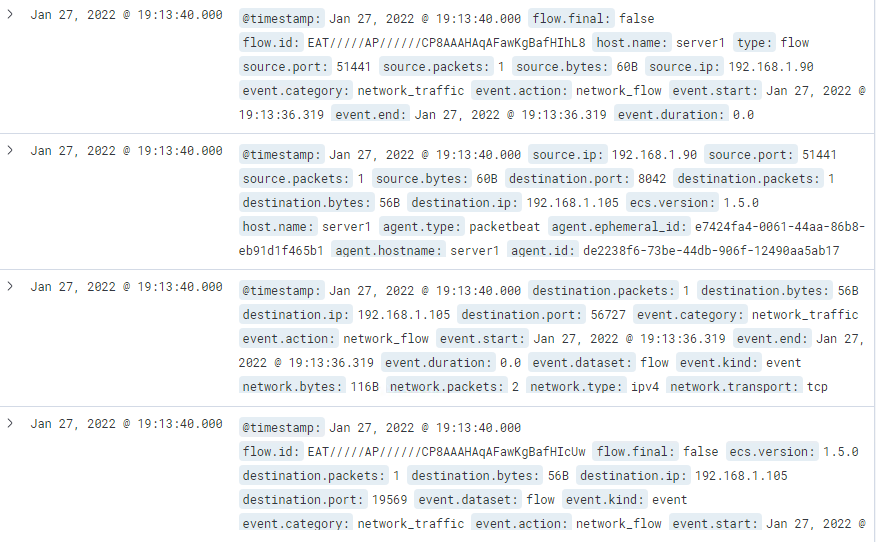 Jan 27, 2022 @ 19:13:40.000 @timestamp: Jan 27, 2022 @ 19:13:40.000 flow.final: false
flow.id: EAT/////AP//////CP8AAAHAqAFawKgBafHIhL8 host.name: server1 type: flow
source.port: 51441 source.packets: 1 source.bytes: 60B source.ip: 192.168.1.90
event.category: network_traffic event.action: network_flow event.start: Jan 27, 2022 @
19:13:36.319 event.end: Jan 27, 2022 @ 19:13:36.319 event.duration: 0.0
Jan 27, 2022 @ 19:13:40.000 @timestamp: Jan 27, 2022 @ 19:13:40.000 source.ip: 192.168.1.90 source.port: 51441
source.packets: 1 source.bytes: 60B destination.port: 8042 destination.packets: 1
destination.bytes: 56B destination.ip: 192.168.1.105 ecs.version: 1.5.0
host.name: server1 agent.type: packetbeat agent.ephemeral_id: e7424fa4-0061-44aa-86b8-
eb91d1f465b1 agent.hostname: server1 agent.id: de2238f6-73be-44db-906f-12490aa5ab17
Jan 27, 2022 @ 19:13:40.000 @timestamp: Jan 27, 2022 @ 19:13:40.000 destination.packets: 1 destination.bytes: 56B
destination.ip: 192.168.1.105 destination.port: 56727 event.category: network_traffic
event.action: network_flow event.start: Jan 27, 2022 @ 19:13:36.319 event.end: Jan 27,
2022 @ 19:13:36.319 event.duration: 0.0 event.dataset: flow event.kind: event
network.bytes: 116B network.packets: 2 network.type: ipv4 network.transport: tcp
Jan 27, 2022 @ 19:13:40.000 @timestamp: Jan 27, 2022 @ 19:13:40.000
flow.id: EAT/////AP//////CP8AAAHAqAFawKgBafHIcUw flow.final: false ecs.version: 1.5.0
destination.packets: 1 destination.bytes: 56B destination.ip: 192.168.1.105
destination.port: 19569 event.dataset: flow event.kind: event
event.category: network_traffic event.action: network_flow event.start: Jan 27, 2022 @